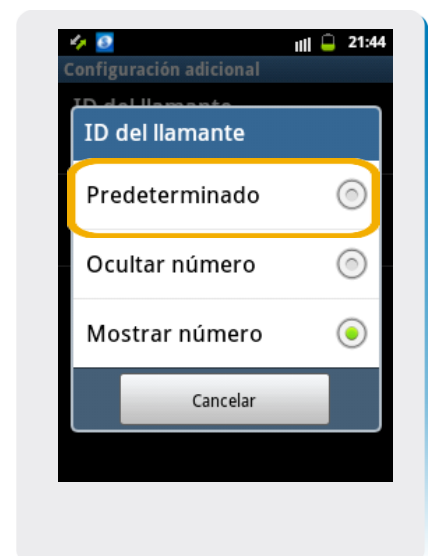 21:44
Configuración adicional
ID del llamante
ID del llamante
Predeterminado
Ocultar número
Mostrar número
Cancelar